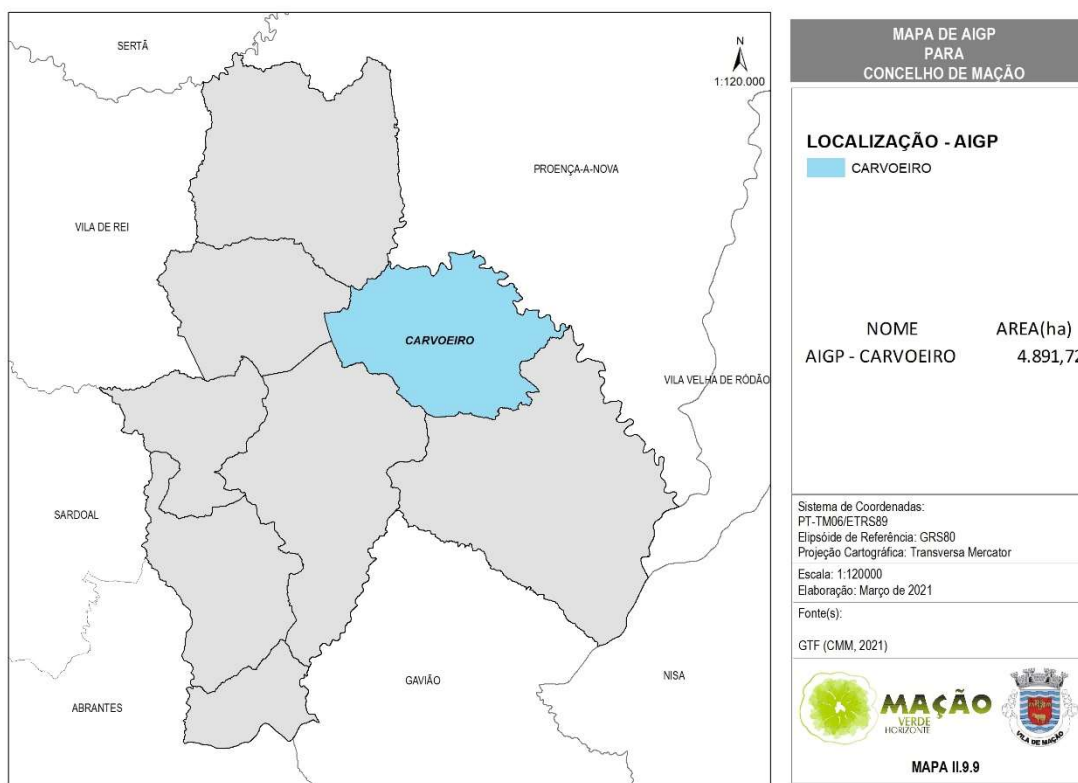 SERTÃ
N
1:120.000
PROENÇA-A-NOVA
VILA DE REI
CARVOEIRO
VILA VELHA DE RÓDÃO
SARDOAL
ABRANTES
GAVIÃO
NISA
MAPA DE AIGP
PARA
CONCELHO DE MAÇÃO
LOCALIZAÇÃO - AIGP
CARVOEIRO
NOME AREA(ha)
AIGP - CARVOEIRO 4.891,72
Sistema de Coordenadas:
PT-TM06/ETRS89
Elipsóide de Referência: GRS80
Projeção Cartográfica: Transversa Mercator
Escala: 1:120000
Elaboração: Março de 2021
Fonte(s):
GTF (CMM, 2021)
MAÇÃO
VERDE
HORIZONTE
VILA DE MAÇÃO
MAPA II.9.9